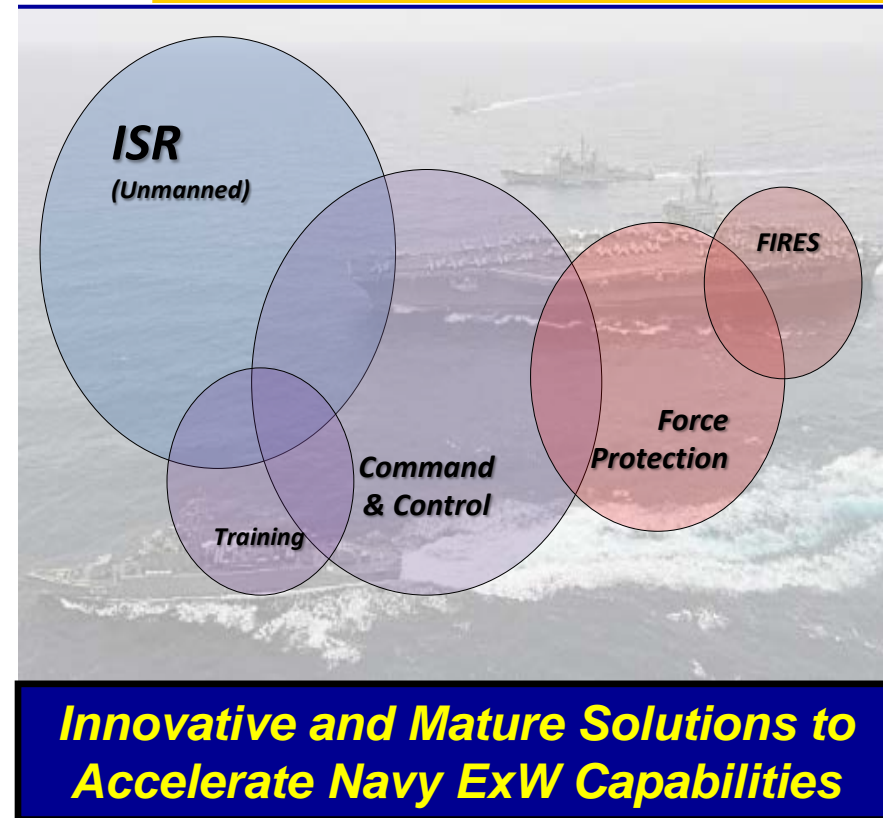 ISR
(Unmanned)
FIRES
Force
Protection
Command
& Control
Training
Innovative and Mature Solutions to
Accelerate Navy ExW Capabilities